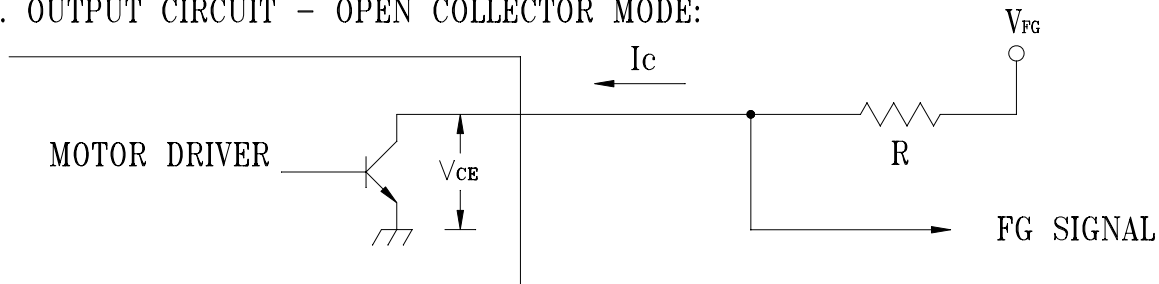 . OUTPUT CIRCUIT – OPEN COLLECTOR MODE:
VFG
Ic
MOTOR DRIVER
VCE
R
FG SIGNAL